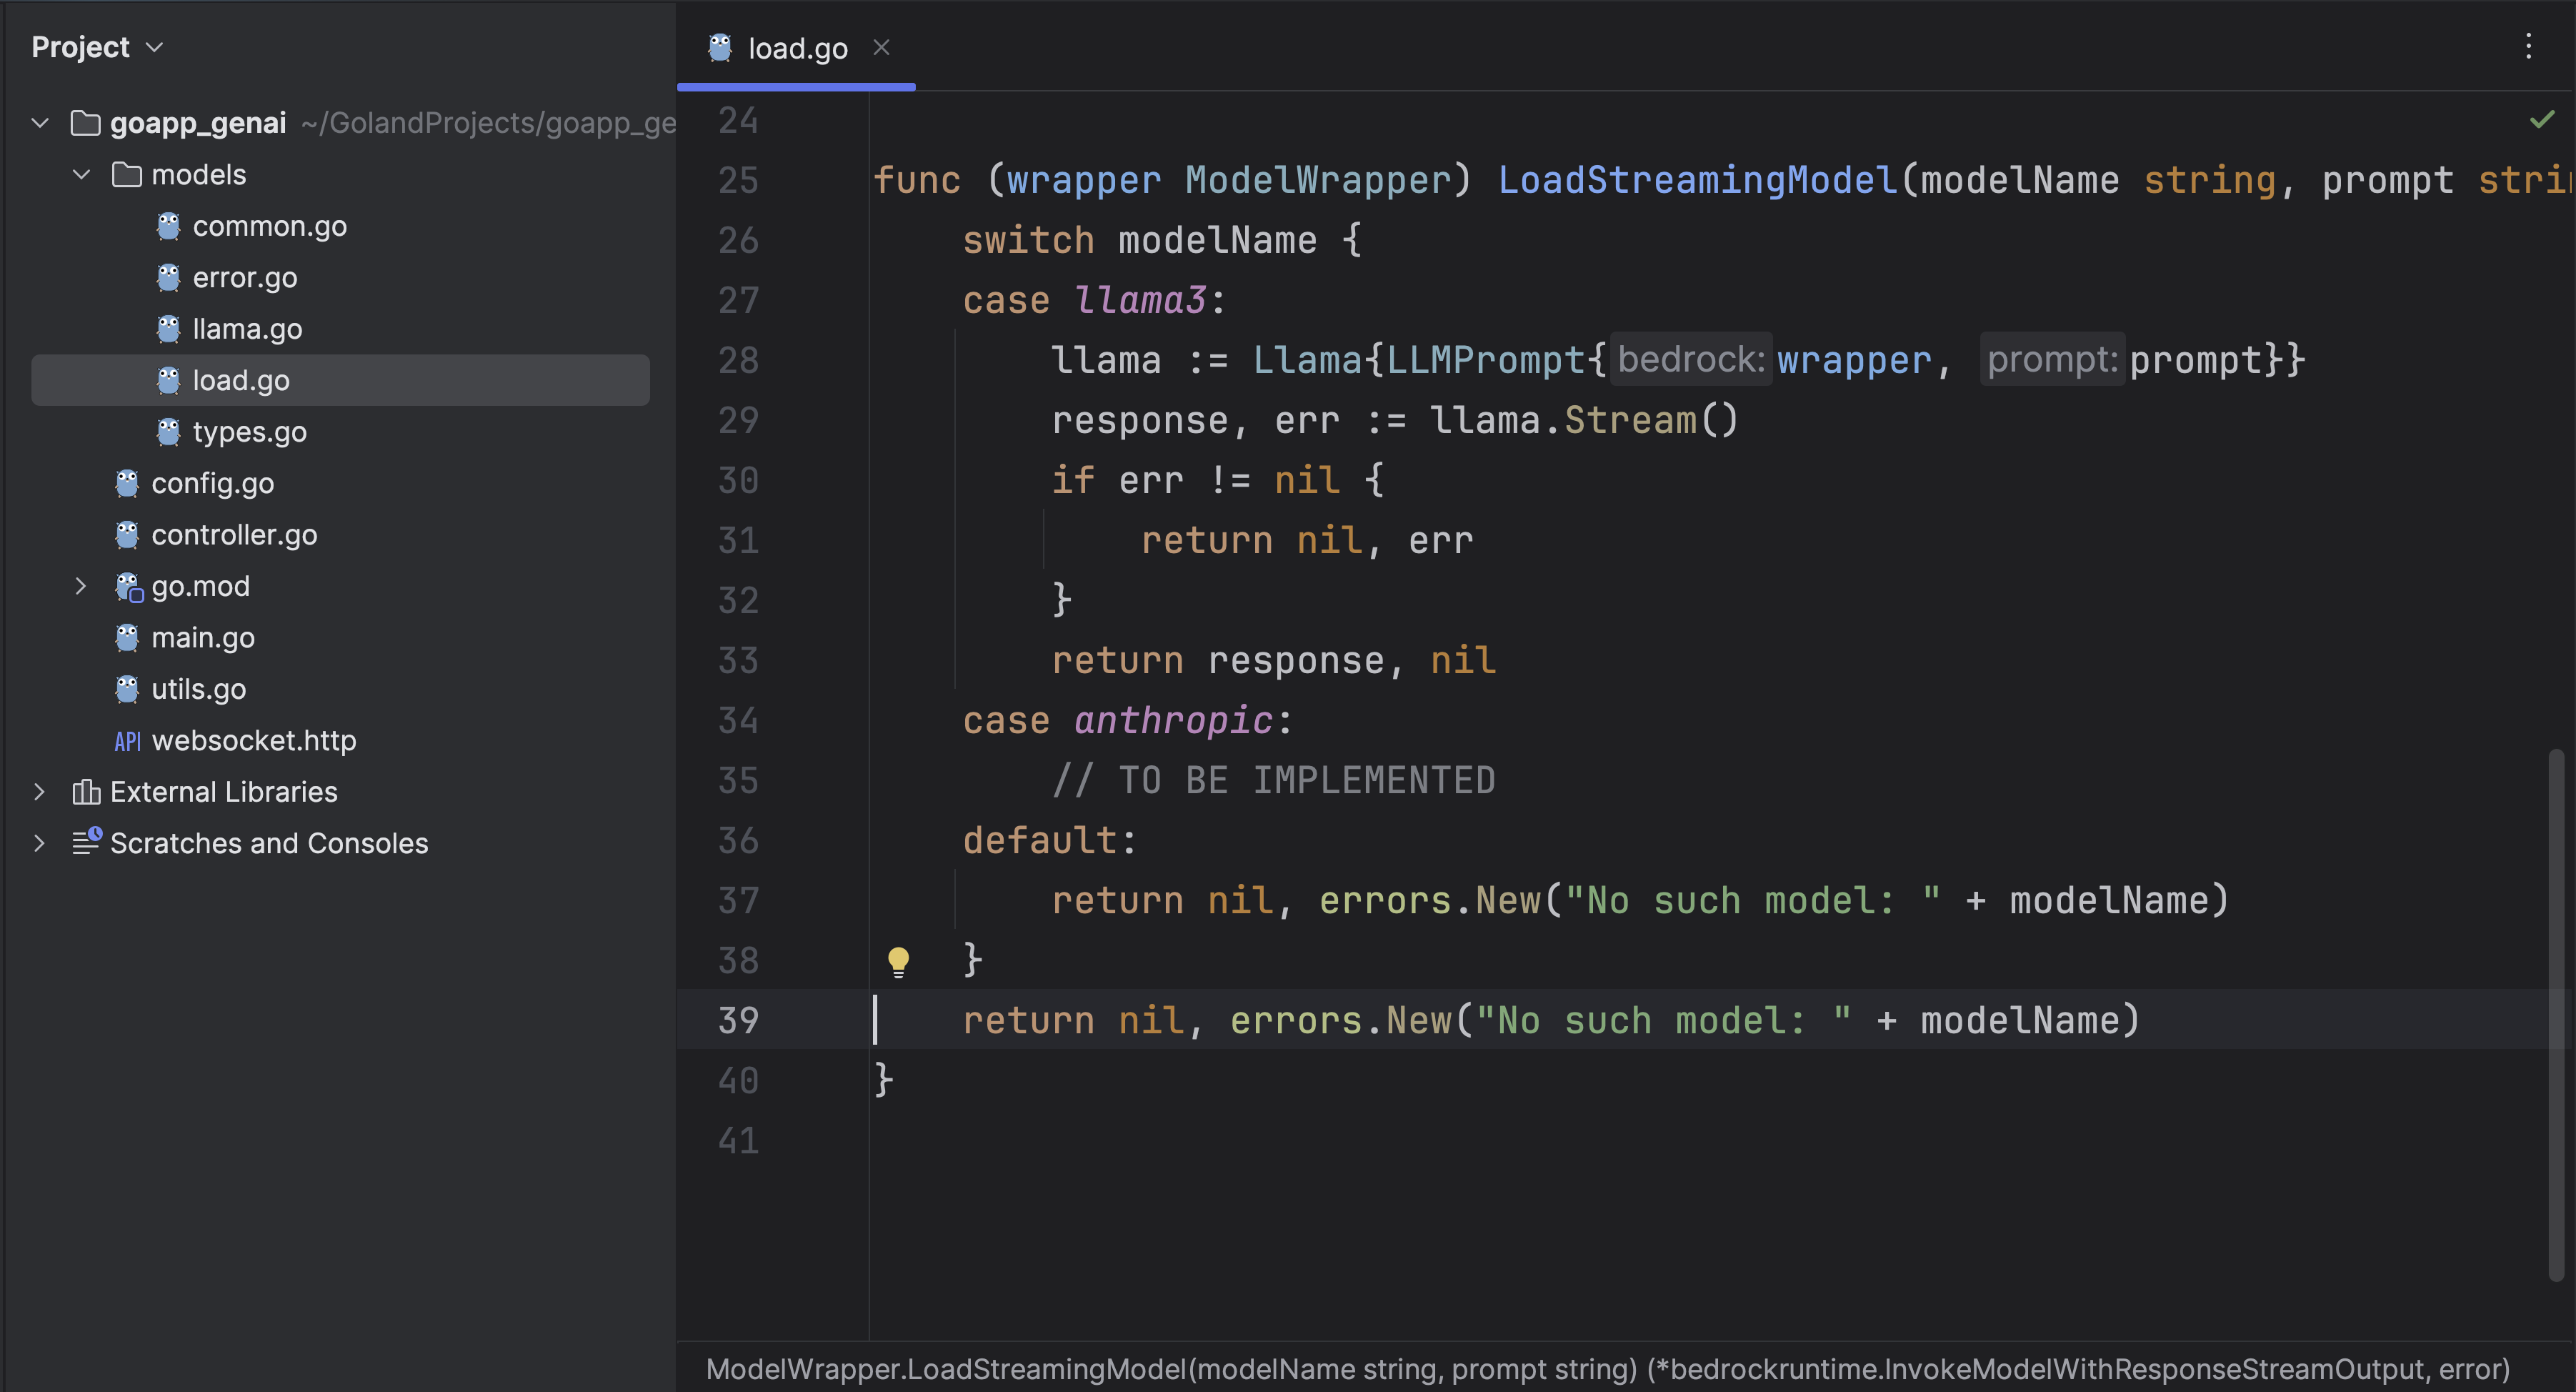 Project
goapp_genai ~/GolandProjects/goapp_ge
models
common.go
error.go
llama.go
load.go
types.go
config.go
controller.go
go.mod
main.go
utils.go
API websocket.http
External Libraries
Scratches and Consoles
load.go
24
25 func (wrapper ModelWrapper) LoadStreamingModel(modelName string, prompt stri
26 switch modelName {
27 case llama3:
28 llama := Llama{LLMPrompt{bedrock:wrapper, prompt:prompt}}
29 response, err := llama.Stream()
30 if err != nil {
31 return nil, err
32 }
33 return response, nil
34 case anthropic:
35 // TO BE IMPLEMENTED
36 default:
37 return nil, errors.New("No such model: " + modelName)
38 }
39 return nil, errors.New("No such model: " + modelName)
40 }
41
ModelWrapper.LoadStreamingModel(modelName string, prompt string) (*bedrockruntime.InvokeModelWithResponseStreamOutput, error)